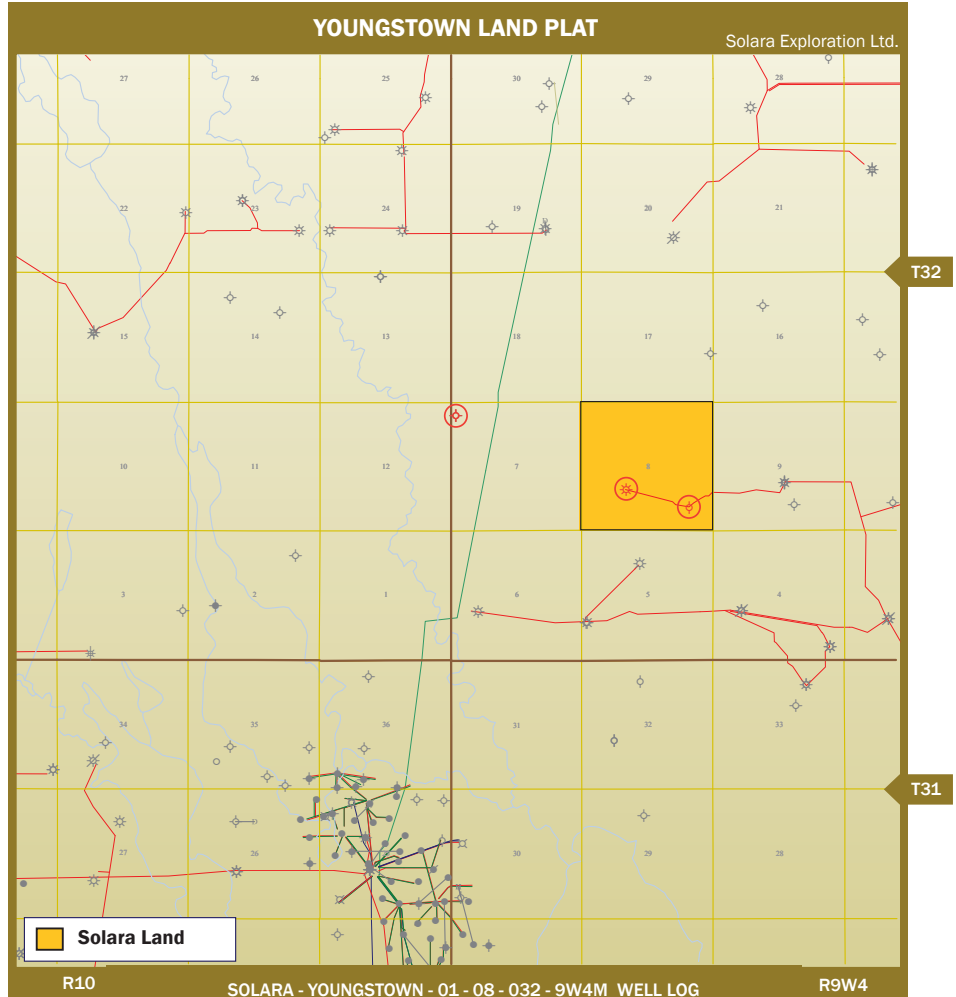 YOUNGSTOWN LAND PLAT
Solara Exploration Ltd.
27 26 25 30 29 28
22 23 24 19 20 21
T32
15 14 13 18 17 16
10 11 12 7 8 9
3 2 1 6 5 4
34 35 36 31 32 33
T31
27 26 30 29 28
Solara Land
R10 R9W4
SOLARA - YOUNGSTOWN - 01 - 08 - 032 - 9W4M WELL LOG